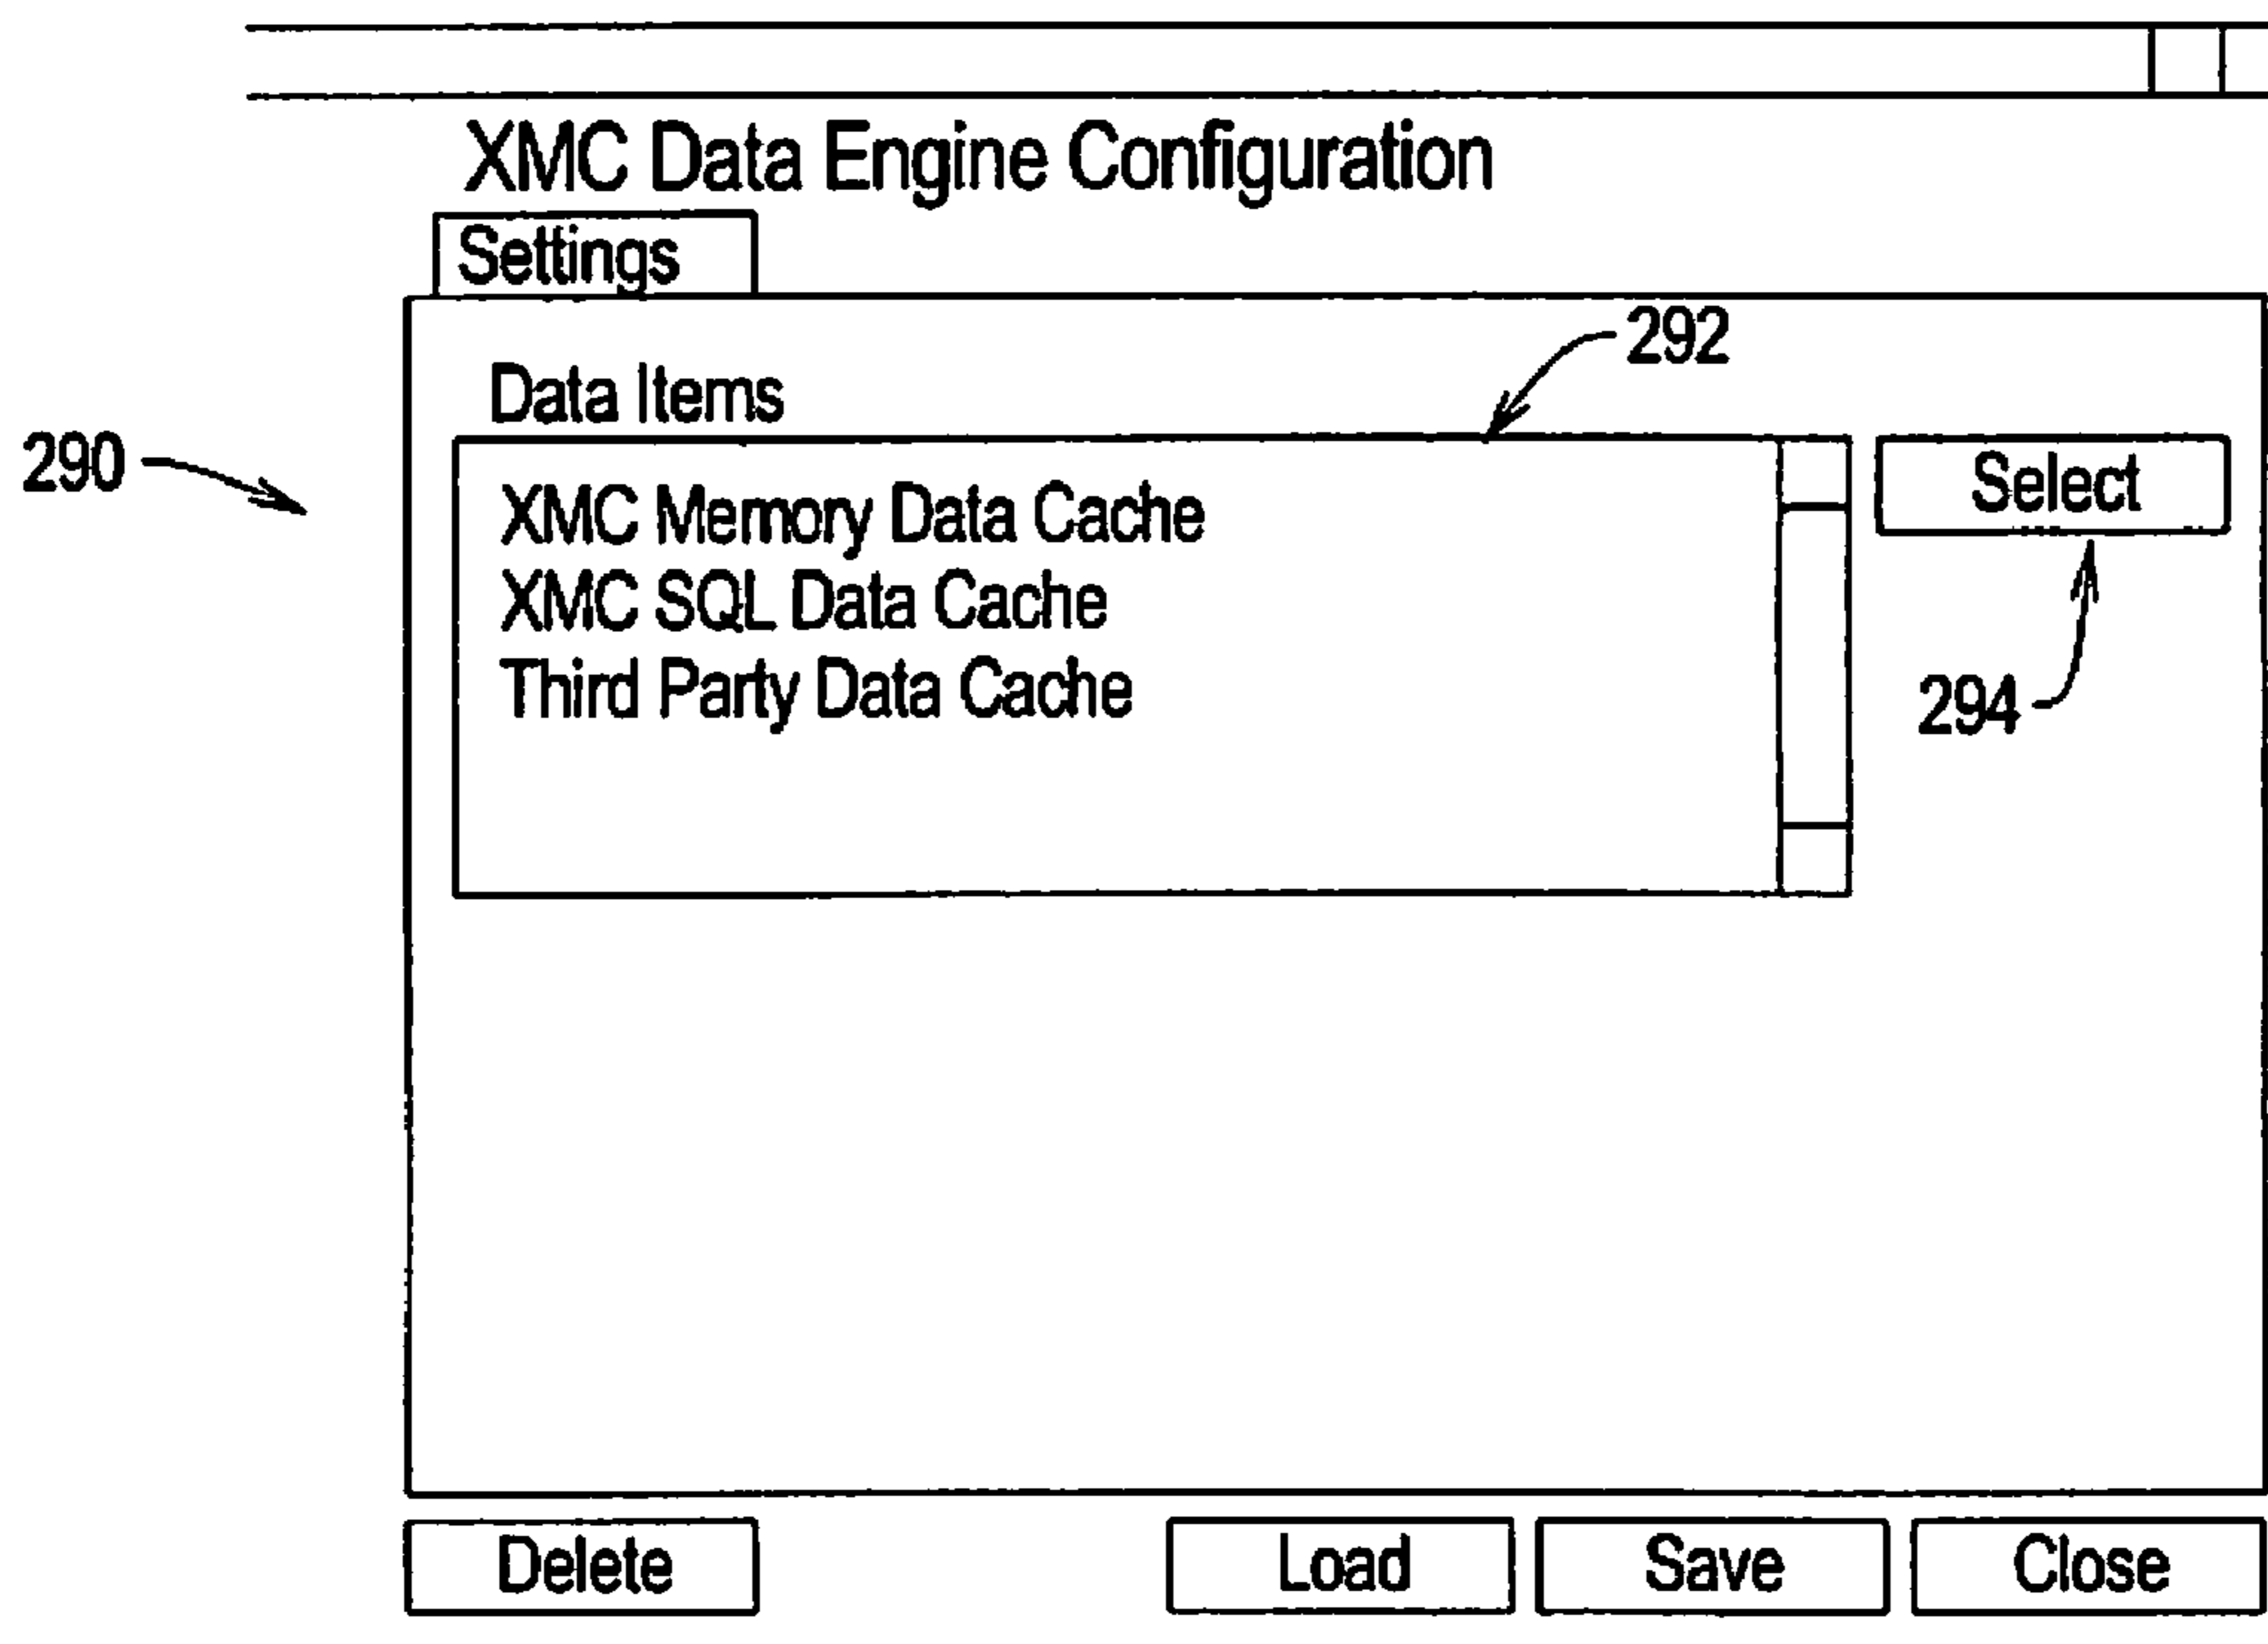 XMC Data Engine Configuration
Settings
292
Data Items
290
Select
XMC Memory Data Cache
XMC SQL Data Cache
Third Party Data Cache
294
Delete
Load
Save
Close